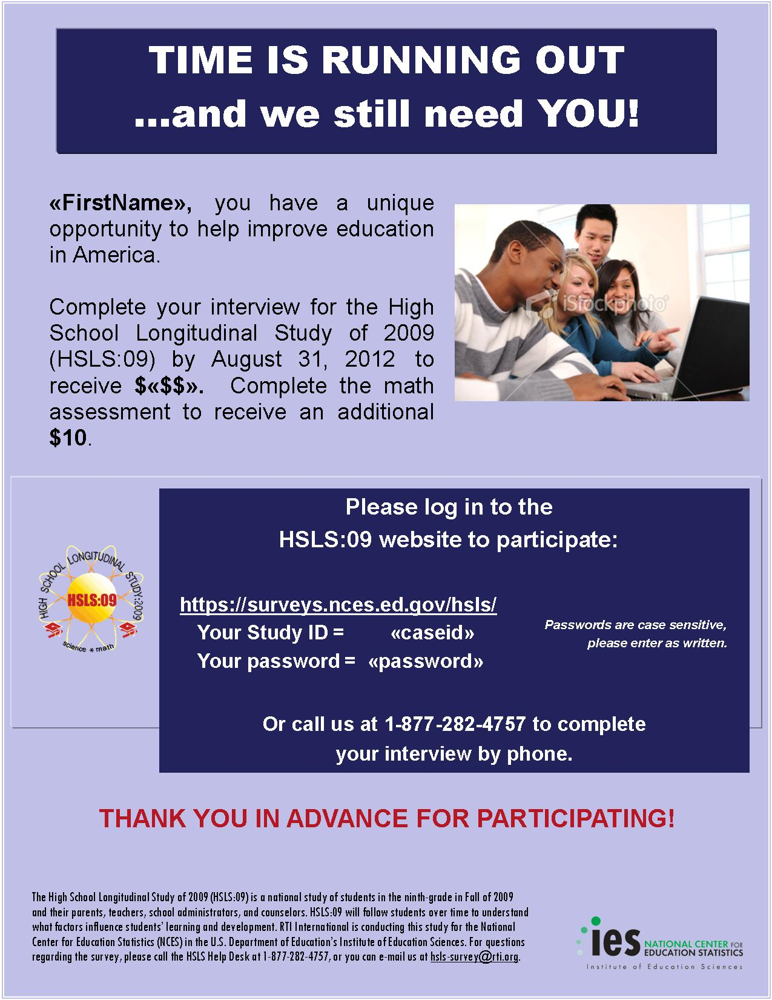 TIME IS RUNNING OUT
...and we still need YOU!
«FirstName», you have a unique
opportunity to help improve education
in America.
Complete your interview for the High
School Longitudinal Study of 2009
(HSLS:09) by August 31, 2012 to
receive $«$$». Complete the math
assessment to receive an additional
$10.
iStockphoto
Please log in to the
HSLS:09 website to participate:
HIGH SCHOOL LONGITUDINAL STUDY:2009
HSLS:09
science * math
https://surveys.nces.ed.gov/hsls/
Your Study ID = «caseid»
Your password = «password»
Passwords are case sensitive,
please enter as written.
Or call us at 1-877-282-4757 to complete
your interview by phone.
THANK YOU IN ADVANCE FOR PARTICIPATING!
The High School Longitudinal Study of 2009 (HSLS:09) is a national study of students in the ninth-grade in Fall of 2009
and their parents, teachers, school administrators, and counselors. HSLS:09 will follow students over time to understand
what factors influence students' learning and development. RTI International is conducting this study for the National
Center for Education Statistics (NCES) in the U.S. Department of Education's Institute of Education Sciences. For questions
regarding the survey, please call the HSLS Help Desk at 1-877-282-4757, or you can e-mail us at hsls-survey@rti.org.
ies NATIONAL CENTER FOR
EDUCATION STATISTICS
Institute of Education Sciences